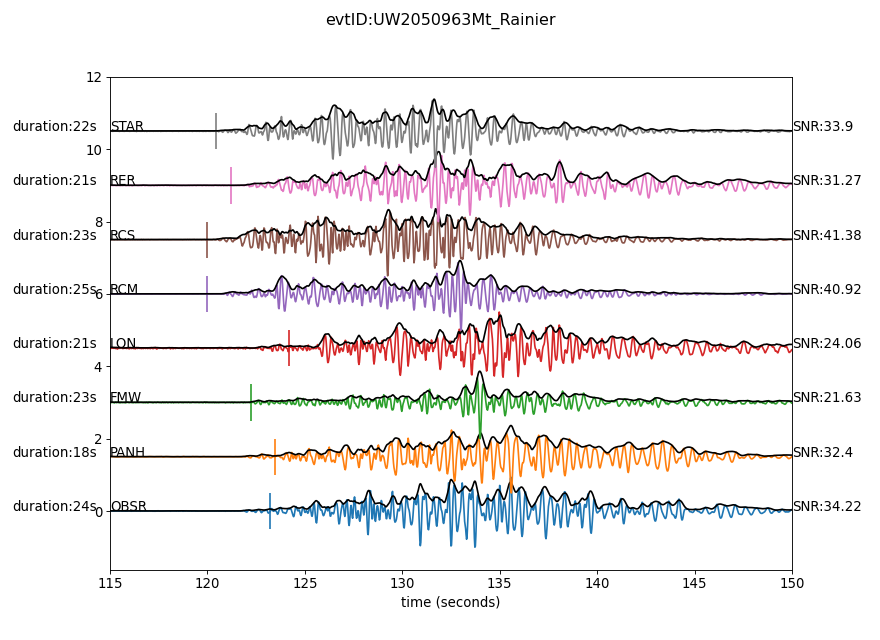 evtID:UW2050963Mt_Rainier
12
duration:22s STAR SNR:33.9
10
duration:21s RER SNR:31.27
8
duration:23s RCS SNR:41.38
duration:25s RCM SNR:40.92
6
duration:21s LON SNR:24.06
4
duration:23s FMW SNR:21.63
2
duration:18s PANH SNR:32.4
duration:24s OBSR SNR:34.22
0
115 120 125 130 135 140 145 150
time (seconds)